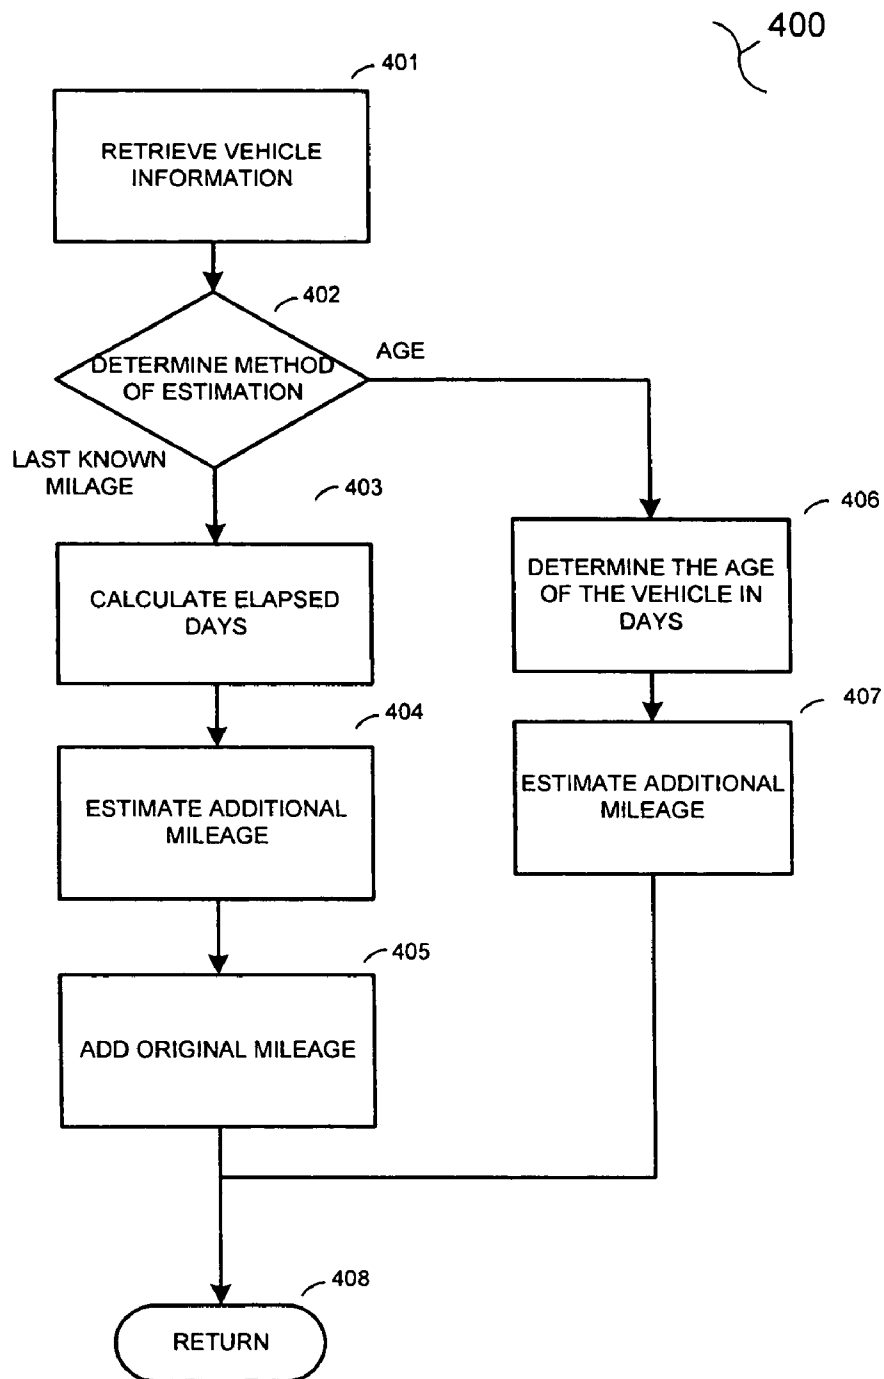 400
401
RETRIEVE VEHICLE
INFORMATION
402
DETERMINE METHOD
OF ESTIMATION
AGE
LAST KNOWN
MILAGE
403
CALCULATE ELAPSED
DAYS
406
DETERMINE THE AGE
OF THE VEHICLE IN
DAYS
404
ESTIMATE ADDITIONAL
MILEAGE
407
ESTIMATE ADDITIONAL
MILEAGE
405
ADD ORIGINAL MILEAGE
408
RETURN